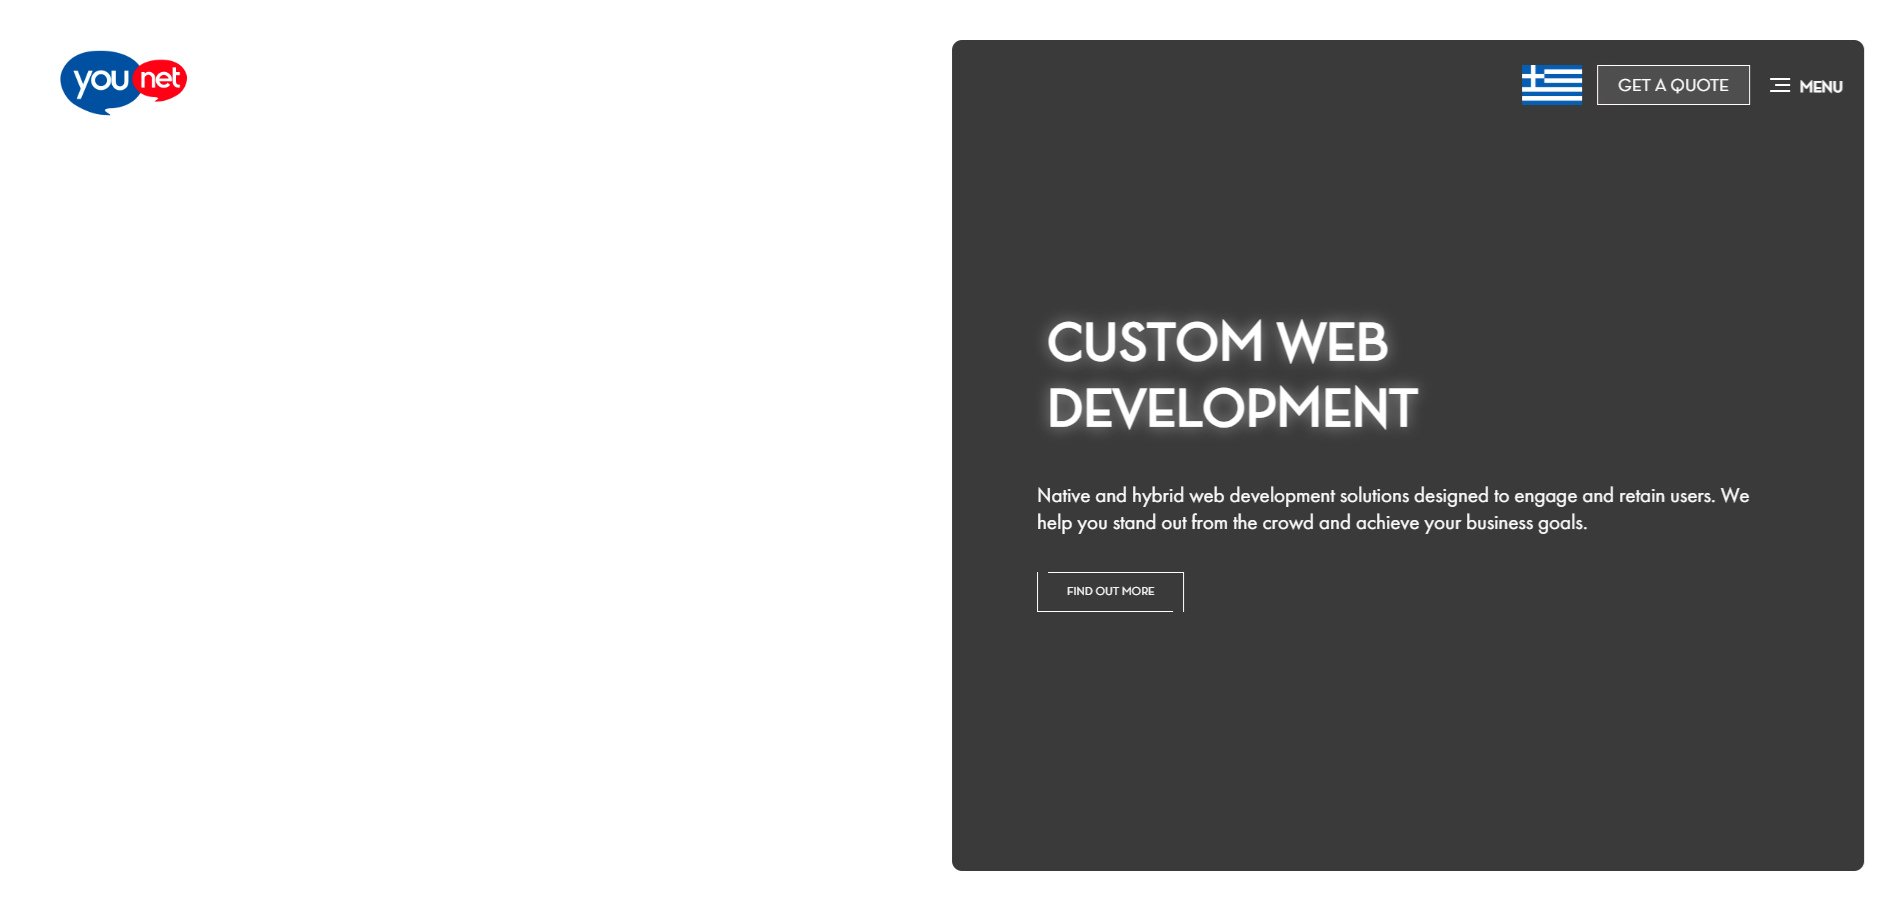 you net
GET A QUOTE
MENU
CUSTOM WEB
DEVELOPMENT
Native and hybrid web development solutions designed to engage and retain users. We
help you stand out from the crowd and achieve your business goals.
FIND OUT MORE